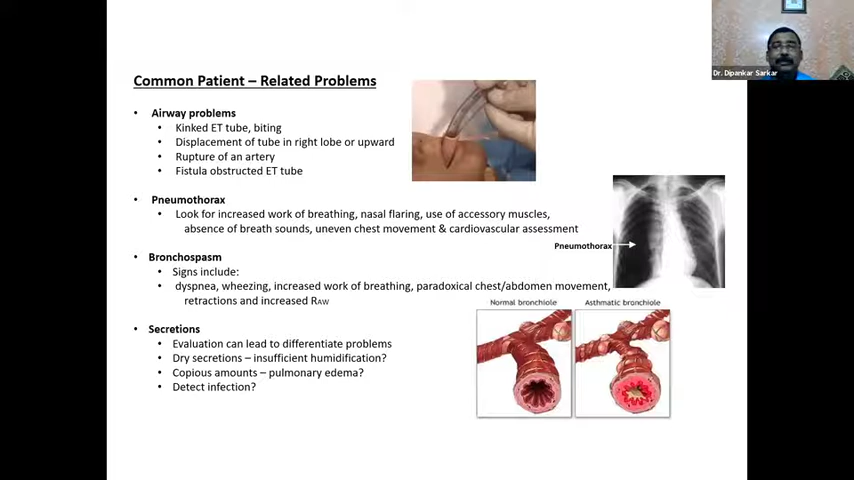 Common Patient – Related Problems
Dr. Dipankar Sarkar
• Airway problems
• Kinked ET tube, biting
• Displacement of tube in right lobe or upward
• Rupture of an artery
• Fistula obstructed ET tube
• Pneumothorax
• Look for increased work of breathing, nasal flaring, use of accessory muscles,
absence of breath sounds, uneven chest movement & cardiovascular assessment
Pneumothorax
• Bronchospasm
• Signs include:
• dyspnea, wheezing, increased work of breathing, paradoxical chest/abdomen movement,
retractions and increased RAW
Normal bronchiole
Asthmatic bronchiole
• Secretions
• Evaluation can lead to differentiate problems
• Dry secretions – insufficient humidification?
• Copious amounts – pulmonary edema?
• Detect infection?